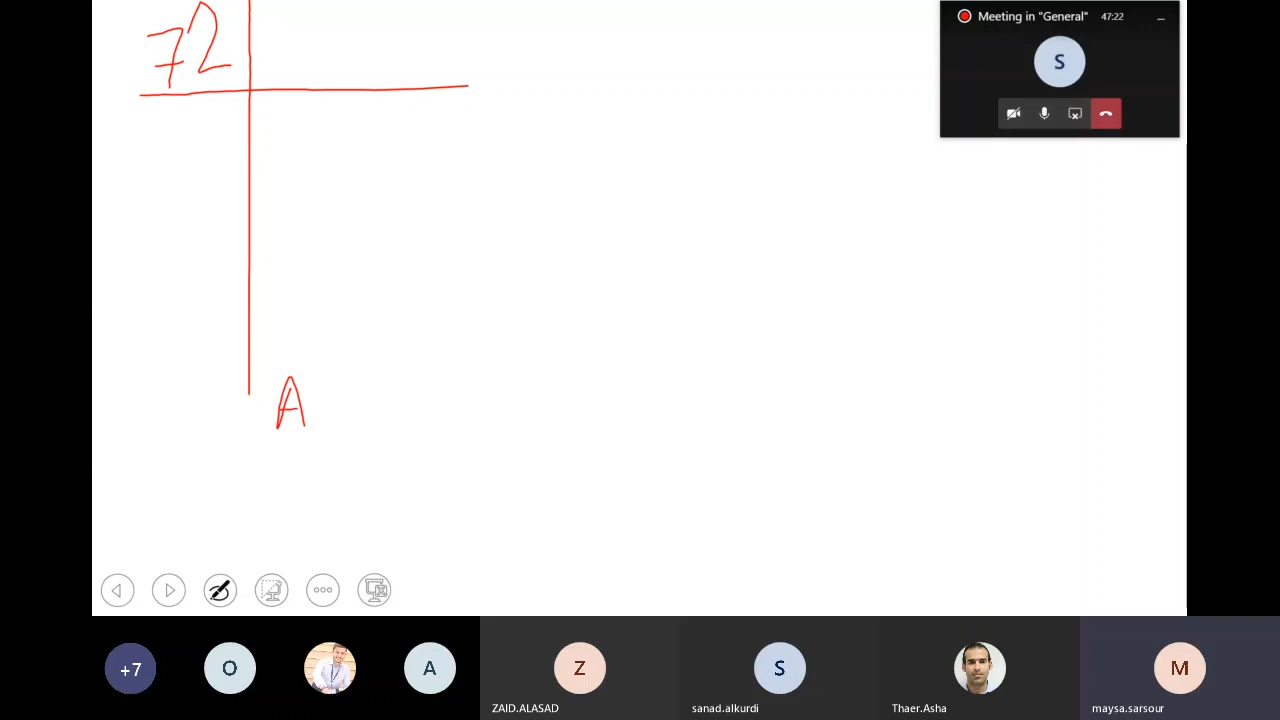 72
Meeting in "General" 47:22
S
A
+7
O
A
Z
S
M
ZAID.ALASAD
sanad.alkurdi
Thaer.Asha
maysa.sarsour